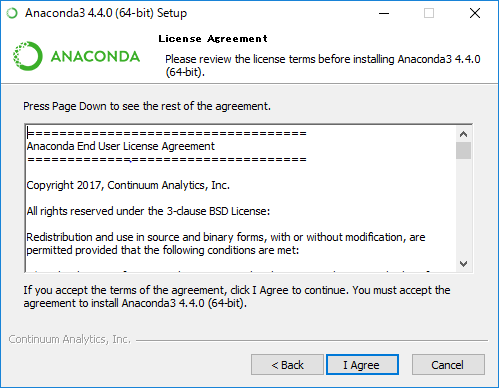 Anaconda3 4.4.0 (64-bit) Setup
License Agreement
ANACONDA
Please review the license terms before installing Anaconda3 4.4.0
(64-bit).
Press Page Down to see the rest of the agreement.
===================================
Anaconda End User License Agreement
===================================
Copyright 2017, Continuum Analytics, Inc.
All rights reserved under the 3-clause BSD License:
Redistribution and use in source and binary forms, with or without modification, are
permitted provided that the following conditions are met:
If you accept the terms of the agreement, click I Agree to continue. You must accept the
agreement to install Anaconda3 4.4.0 (64-bit).
Continuum Analytics, Inc.
< Back
I Agree
Cancel